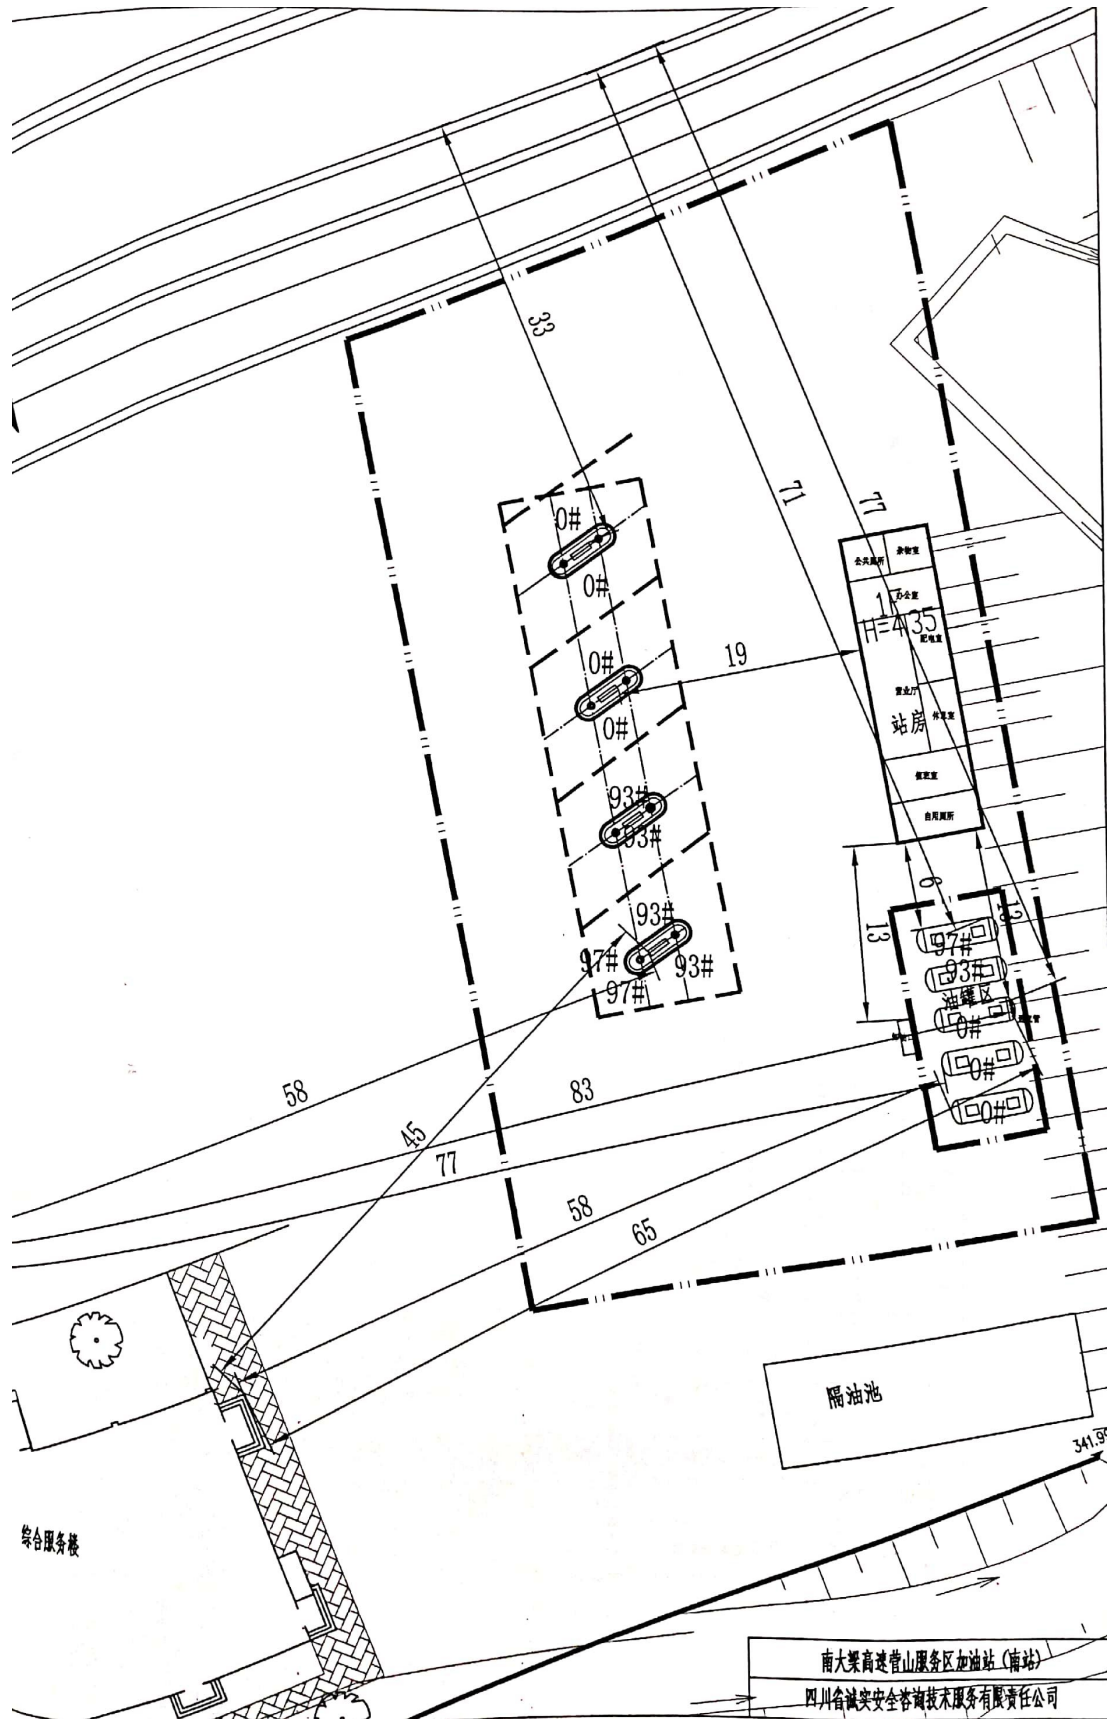 33
71
77
0#
0#
公共厕所
杂物室
办公室
1F
H=4.35
配电室
19
0#
0#
营业厅
休息室
站房
值班室
93#
93#
自用厕所
6
13
13
93#
97#
93#
97#
97#
93#
油罐区
0#
0#
0#
58
83
45
77
58
65
隔油池
综合服务楼
南大梁高速营山服务区加油站（南站）
四川省诚实安全咨询技术服务有限责任公司